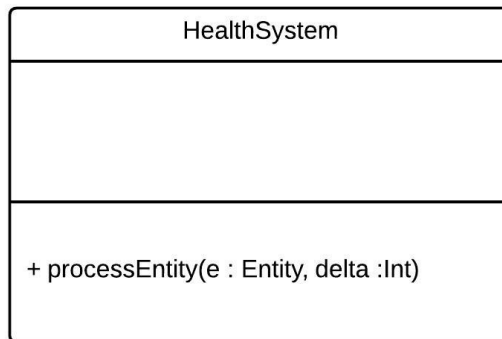 HealthSystem
+ processEntity(e : Entity, delta :Int)